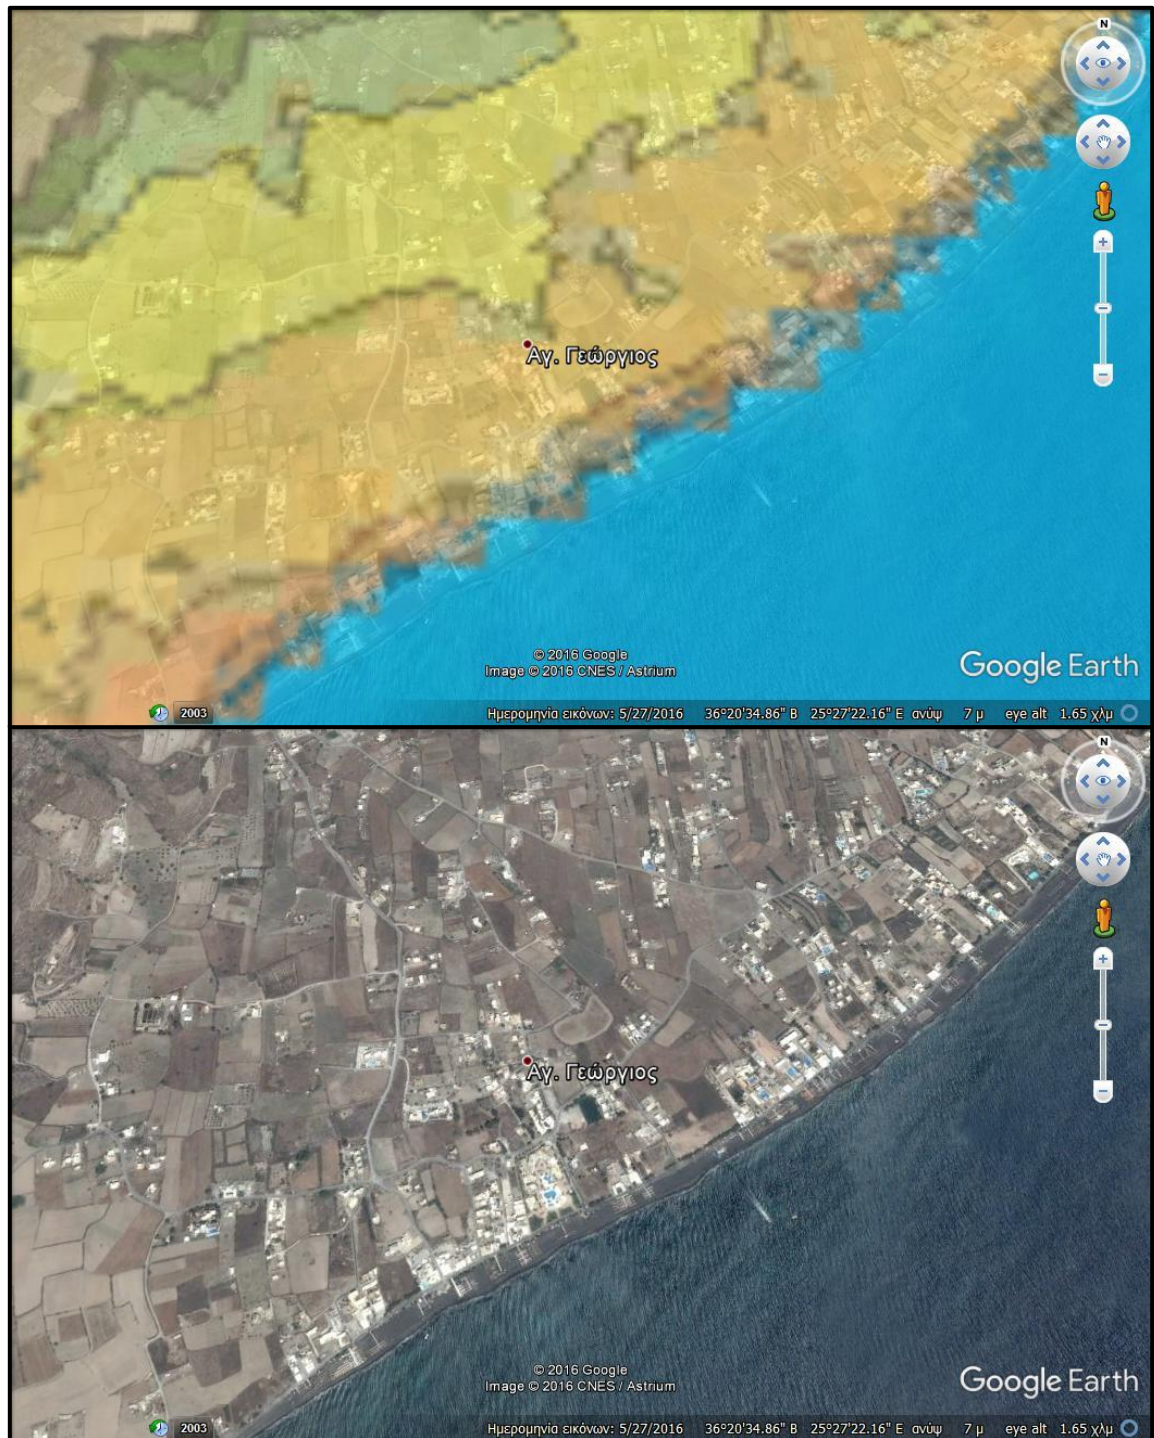 N
Αγ. Γεώργιος
© 2016 Google
Image © 2016 CNES / Astrium
Google Earth
2003
Ημερομηνία εικόνων: 5/27/2016 36°20'34.86" Β 25°27'22.16" Ε ανύψ 7 μ eye alt 1.65 χλμ
N
Αγ. Γεώργιος
© 2016 Google
Image © 2016 CNES / Astrium
Google Earth
2003
Ημερομηνία εικόνων: 5/27/2016 36°20'34.86" Β 25°27'22.16" Ε ανύψ 7 μ eye alt 1.65 χλμ